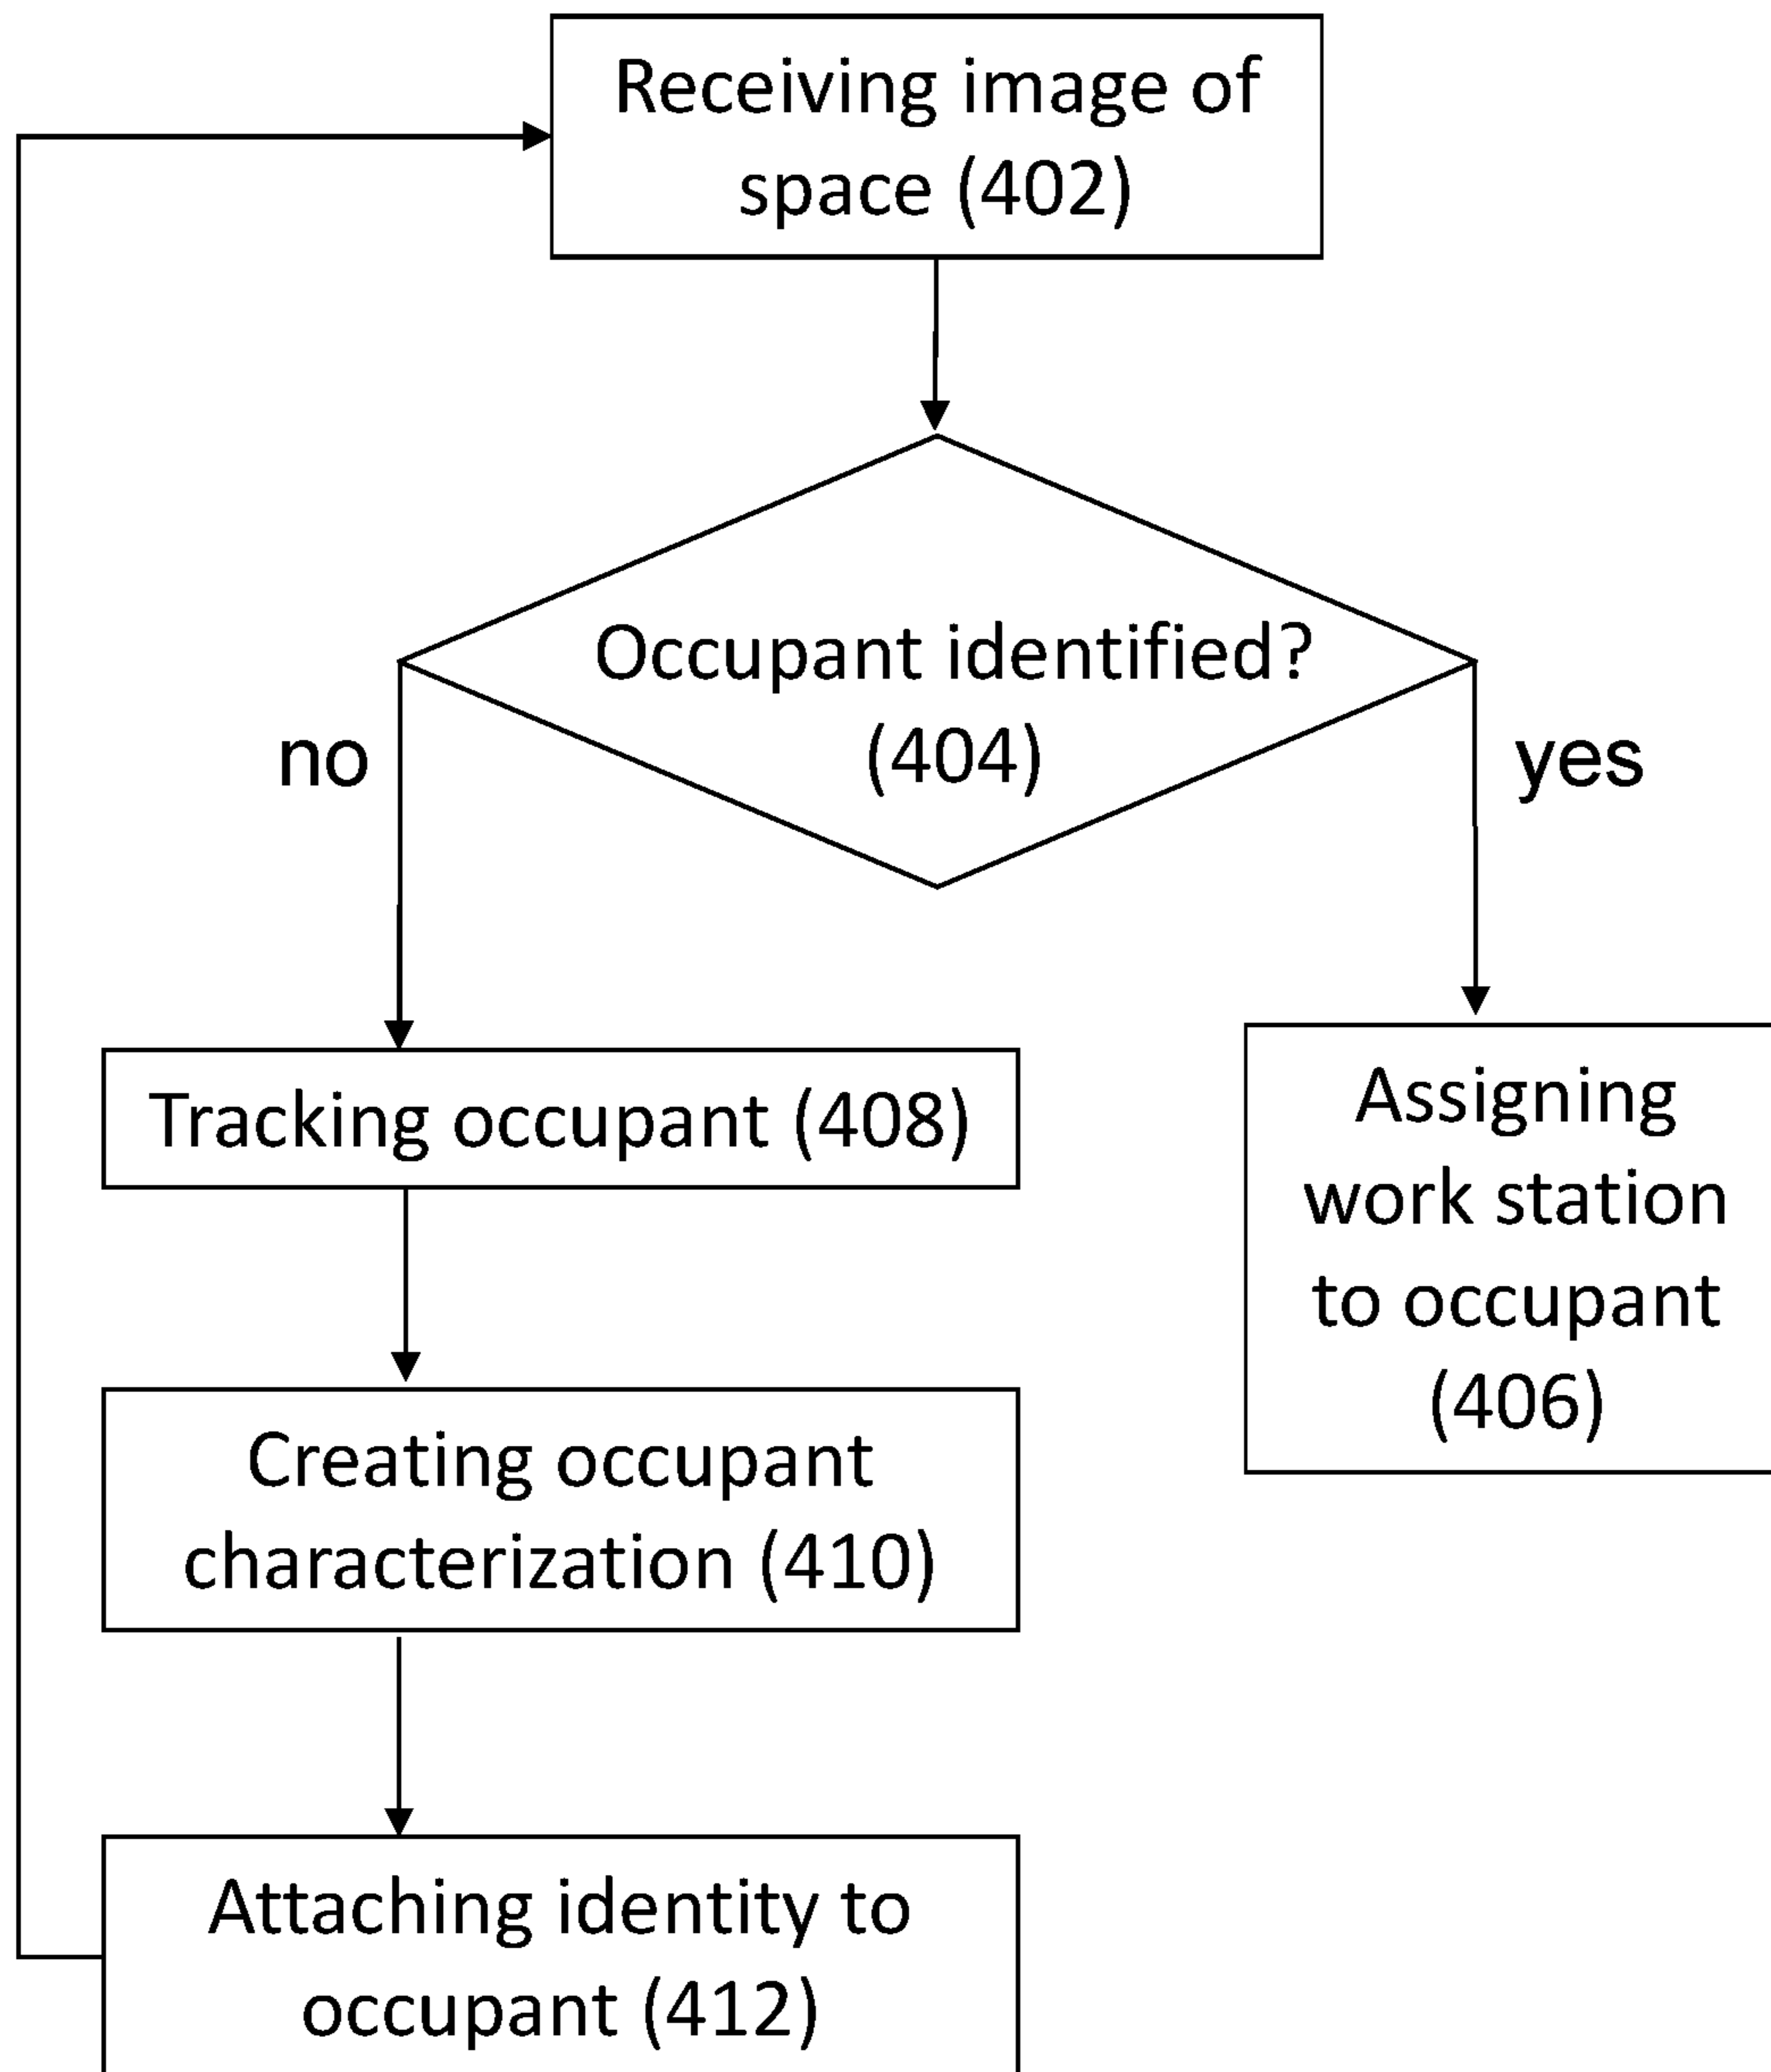 Receiving image of
space (402)
Occupant identified?
(404)
no
yes
Tracking occupant (408)
Assigning
work station
to occupant
(406)
Creating occupant
characterization (410)
Attaching identity to
occupant (412)